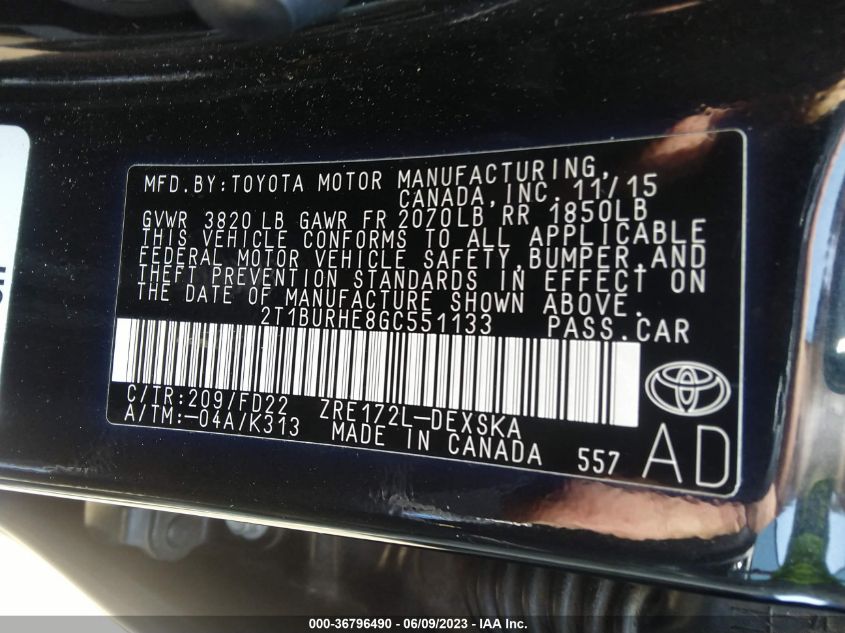 MFD.BY:TOYOTA MOTOR MANUFACTURING,
CANADA,INC. 11/15
GVWR 3820 LB GAWR FR 2070LB RR 1850LB
THIS VEHICLE CONFORMS TO ALL APPLICABLE
FEDERAL MOTOR VEHICLE SAFETY,BUMPER,AND
THEFT PREVENTION STANDARDS IN EFFECT ON
THE DATE OF MANUFACTURE SHOWN ABOVE.
2T1BURHE8GC551133 PASS.CAR
C/TR:209/FD22 ZRE172L-DEXSKA
A/TM:-04A/K313 MADE IN CANADA 557 AD
000-36796490 - 06/09/2023 - IAAI.com